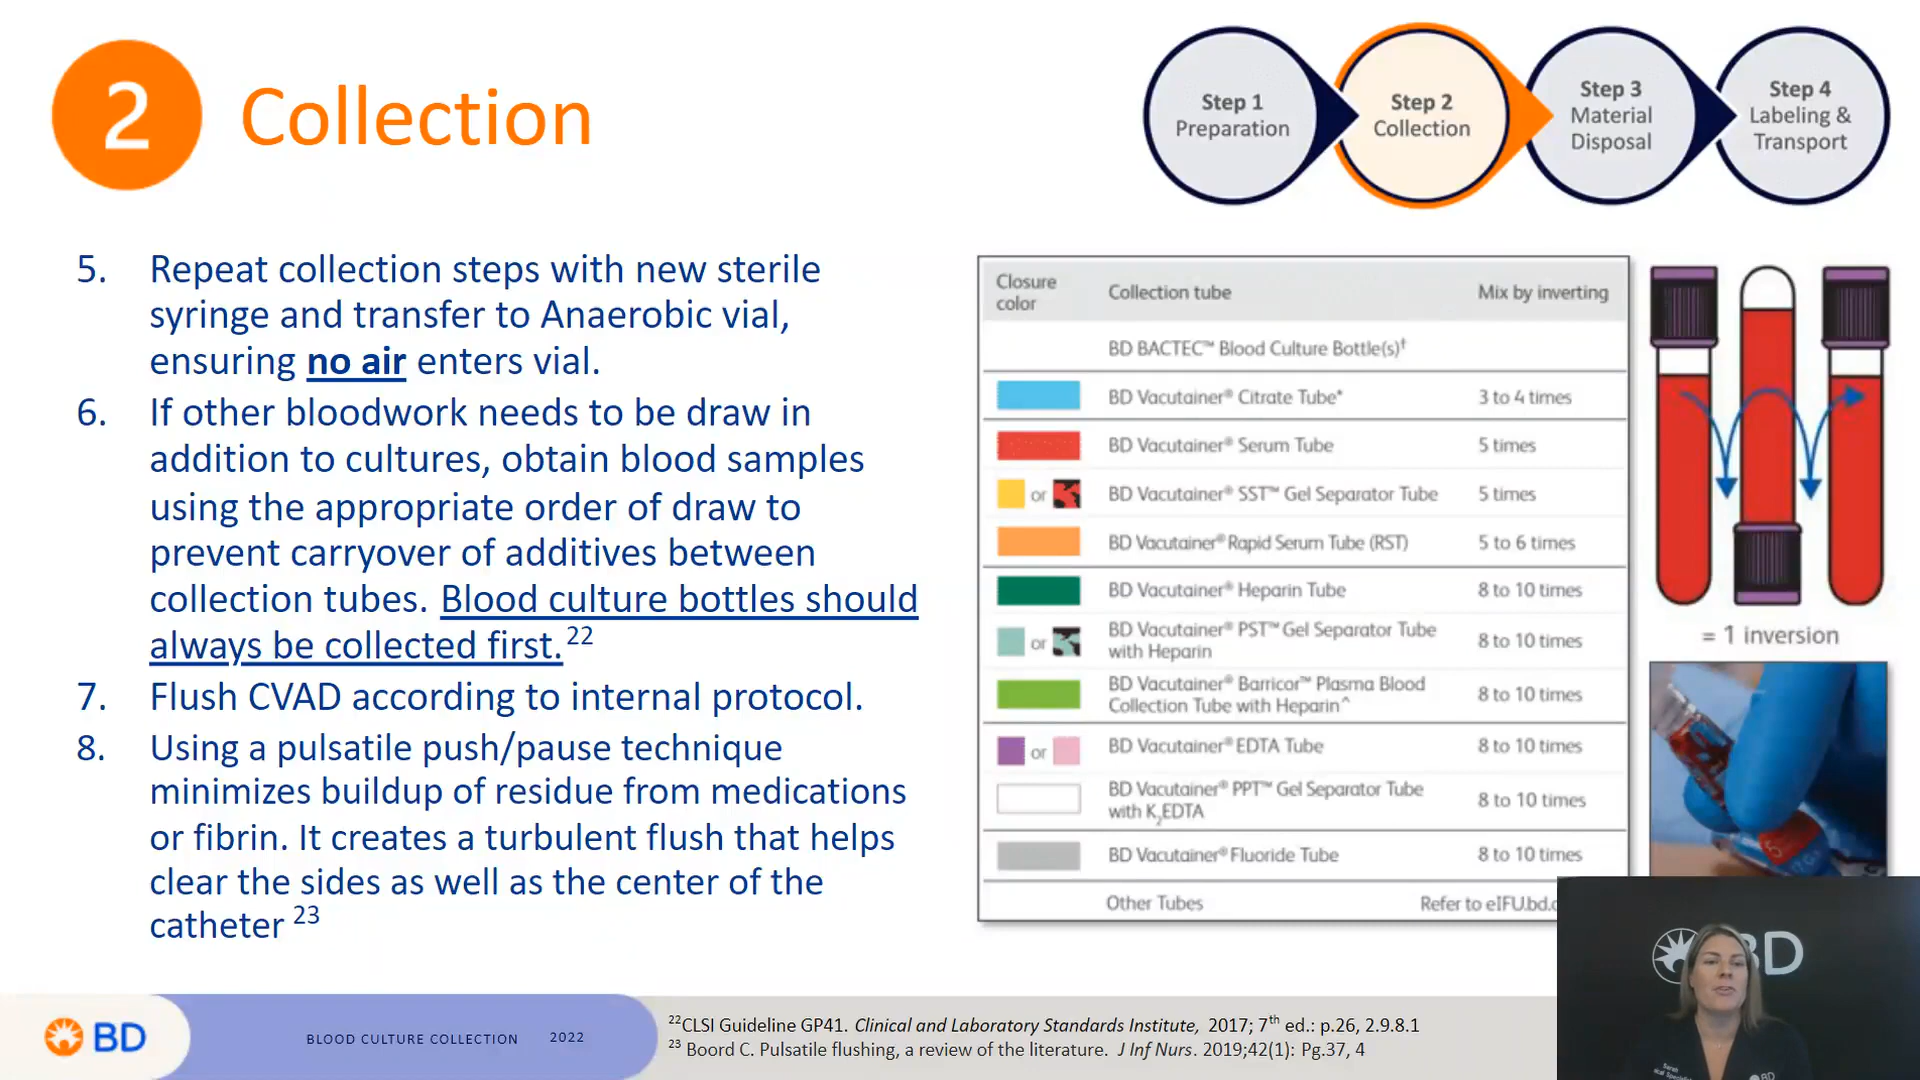 2
Collection
Step 1
Preparation
Step 2
Collection
Step 3
Material
Disposal
Step 4
Labeling &
Transport
5. Repeat collection steps with new sterile
syringe and transfer to Anaerobic vial,
ensuring no air enters vial.
6. If other bloodwork needs to be draw in
addition to cultures, obtain blood samples
using the appropriate order of draw to
prevent carryover of additives between
collection tubes. Blood culture bottles should
always be collected first.22
7. Flush CVAD according to internal protocol.
8. Using a pulsatile push/pause technique
minimizes buildup of residue from medications
or fibrin. It creates a turbulent flush that helps
clear the sides as well as the center of the
catheter 23
Closure
color
Collection tube
Mix by inverting
BD BACTEC™ Blood Culture Bottle(s)†
BD Vacutainer® Citrate Tube* 3 to 4 times
BD Vacutainer® Serum Tube 5 times
or BD Vacutainer® SST™ Gel Separator Tube 5 times
BD Vacutainer® Rapid Serum Tube (RST) 5 to 6 times
BD Vacutainer® Heparin Tube 8 to 10 times
or BD Vacutainer® PST™ Gel Separator Tube
with Heparin 8 to 10 times
BD Vacutainer® Barricor™ Plasma Blood
Collection Tube with Heparin^ 8 to 10 times
or BD Vacutainer® EDTA Tube 8 to 10 times
BD Vacutainer® PPT™ Gel Separator Tube
with K2EDTA 8 to 10 times
BD Vacutainer® Fluoride Tube 8 to 10 times
Other Tubes Refer to eIFU.bd.c
= 1 inversion
BD
Sarah
BD
BD
BLOOD CULTURE COLLECTION 2022
22CLSI Guideline GP41. Clinical and Laboratory Standards Institute, 2017; 7th ed.: p.26, 2.9.8.1
23 Boord C. Pulsatile flushing, a review of the literature. J Inf Nurs. 2019;42(1): Pg.37, 4